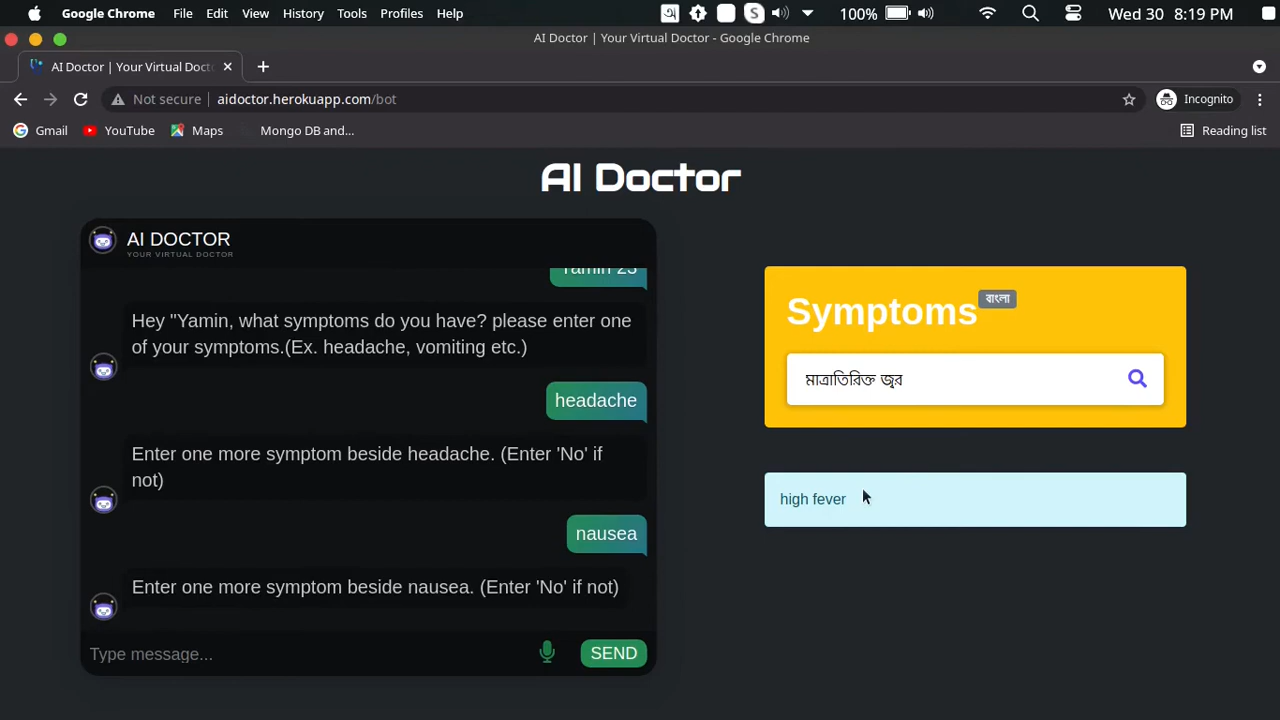 Google Chrome File Edit View History Tools Profiles Help 100% Wed 30 8:19 PM
AI Doctor | Your Virtual Doctor - Google Chrome
AI Doctor | Your Virtual Docto
Not secure aidoctor.herokuapp.com/bot Incognito
Gmail YouTube Maps Mongo DB and... Reading list
AI Doctor
AI DOCTOR
YOUR VIRTUAL DOCTOR
Yamin 23
Hey "Yamin, what symptoms do you have? please enter one
of your symptoms.(Ex. headache, vomiting etc.)
headache
Enter one more symptom beside headache. (Enter 'No' if
not)
nausea
Enter one more symptom beside nausea. (Enter 'No' if not)
Type message... SEND
Symptoms বাংলা
মাত্রাতিরিক্ত জ্বর
high fever